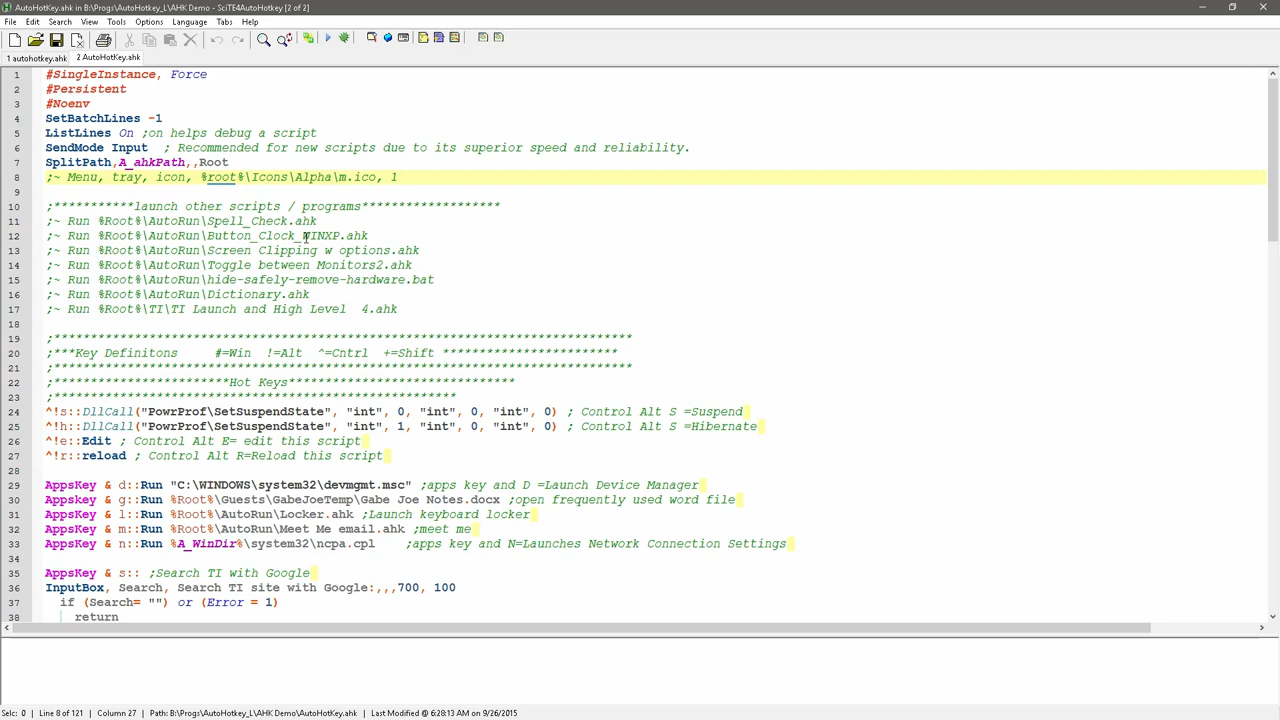 AutoHotKey.ahk in B:\Progs\AutoHotkey_L\AHK Demo - SciTE4AutoHotkey [2 of 2]
File Edit Search View Tools Options Language Tabs Help
1 autohotkey.ahk 2 AutoHotKey.ahk
1 #SingleInstance, Force
2 #Persistent
3 #Noenv
4 SetBatchLines -1
5 ListLines On ;on helps debug a script
6 SendMode Input ; Recommended for new scripts due to its superior speed and reliability.
7 SplitPath,A_ahkPath,,Root
8 ;~ Menu, tray, icon, %root%\Icons\Alpha\m.ico, 1
9
10 ;***********launch other scripts / programs*******************
11 ;~ Run %Root%\AutoRun\Spell_Check.ahk
12 ;~ Run %Root%\AutoRun\Button_Clock_WINXP.ahk
13 ;~ Run %Root%\AutoRun\Screen Clipping w options.ahk
14 ;~ Run %Root%\AutoRun\Toggle between Monitors2.ahk
15 ;~ Run %Root%\AutoRun\hide-safely-remove-hardware.bat
16 ;~ Run %Root%\AutoRun\Dictionary.ahk
17 ;~ Run %Root%\TI\TI Launch and High Level 4.ahk
18
19 ;*******************************************************************************
20 ;***Key Definitons #=Win !=Alt ^=Cntrl +=Shift ************************
21 ;*******************************************************************************
22 ;************************Hot Keys*******************************
23 ;*******************************************************
24 ^!s::DllCall("PowrProf\SetSuspendState", "int", 0, "int", 0, "int", 0) ; Control Alt S =Suspend
25 ^!h::DllCall("PowrProf\SetSuspendState", "int", 1, "int", 0, "int", 0) ; Control Alt S =Hibernate
26 ^!e::Edit ; Control Alt E= edit this script
27 ^!r::reload ; Control Alt R=Reload this script
28
29 AppsKey & d::Run "C:\WINDOWS\system32\devmgmt.msc" ;apps key and D =Launch Device Manager
30 Appskey & g::Run %Root%\Guests\GabeJoeTemp\Gabe Joe Notes.docx ;open frequently used word file
31 AppsKey & l::Run %Root%\AutoRun\Locker.ahk ;Launch keyboard locker
32 AppsKey & m::Run %Root%\AutoRun\Meet Me email.ahk ;meet me
33 AppsKey & n::Run %A_WinDir%\system32\ncpa.cpl ;apps key and N=Launches Network Connection Settings
34
35 AppsKey & s:: ;Search TI with Google
36 InputBox, Search, Search TI site with Google:,,,700, 100
37 if (Search= "") or (Error = 1)
38 return
Selc: 0 Line 8 of 121 Column 27 Path: B:\Progs\AutoHotkey_L\AHK Demo\AutoHotKey.ahk Last Modified @ 6:28:13 AM on 9/26/2015